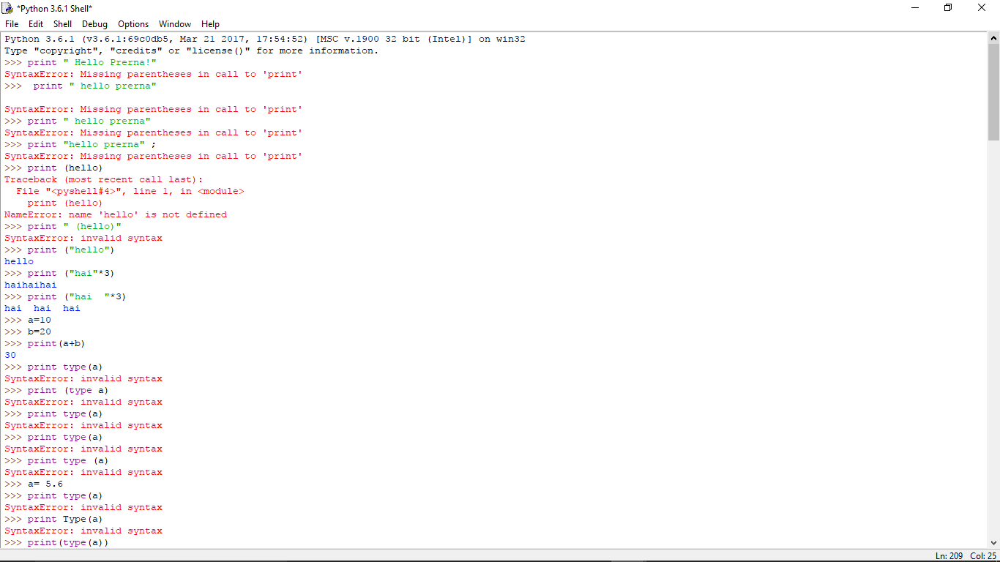 *Python 3.6.1 Shell*
File Edit Shell Debug Options Window Help
Python 3.6.1 (v3.6.1:69c0db5, Mar 21 2017, 17:54:52) [MSC v.1900 32 bit (Intel)] on win32
Type "copyright", "credits" or "license()" for more information.
>>> print " Hello Prerna!"
SyntaxError: Missing parentheses in call to 'print'
>>>  print " hello prerna"
SyntaxError: Missing parentheses in call to 'print'
>>> print " hello prerna"
SyntaxError: Missing parentheses in call to 'print'
>>> print "hello prerna" ;
SyntaxError: Missing parentheses in call to 'print'
>>> print (hello)
Traceback (most recent call last):
  File "<pyshell#4>", line 1, in <module>
    print (hello)
NameError: name 'hello' is not defined
>>> print " (hello)"
SyntaxError: invalid syntax
>>> print ("hello")
hello
>>> print ("hai"*3)
haihaihai
>>> print ("hai  "*3)
hai  hai  hai
>>> a=10
>>> b=20
>>> print(a+b)
30
>>> print type(a)
SyntaxError: invalid syntax
>>> print (type a)
SyntaxError: invalid syntax
>>> print type(a)
SyntaxError: invalid syntax
>>> print type(a)
SyntaxError: invalid syntax
>>> print type (a)
SyntaxError: invalid syntax
>>> a= 5.6
>>> print type(a)
SyntaxError: invalid syntax
>>> print Type(a)
SyntaxError: invalid syntax
>>> print(type(a))
Ln: 209 Col: 25